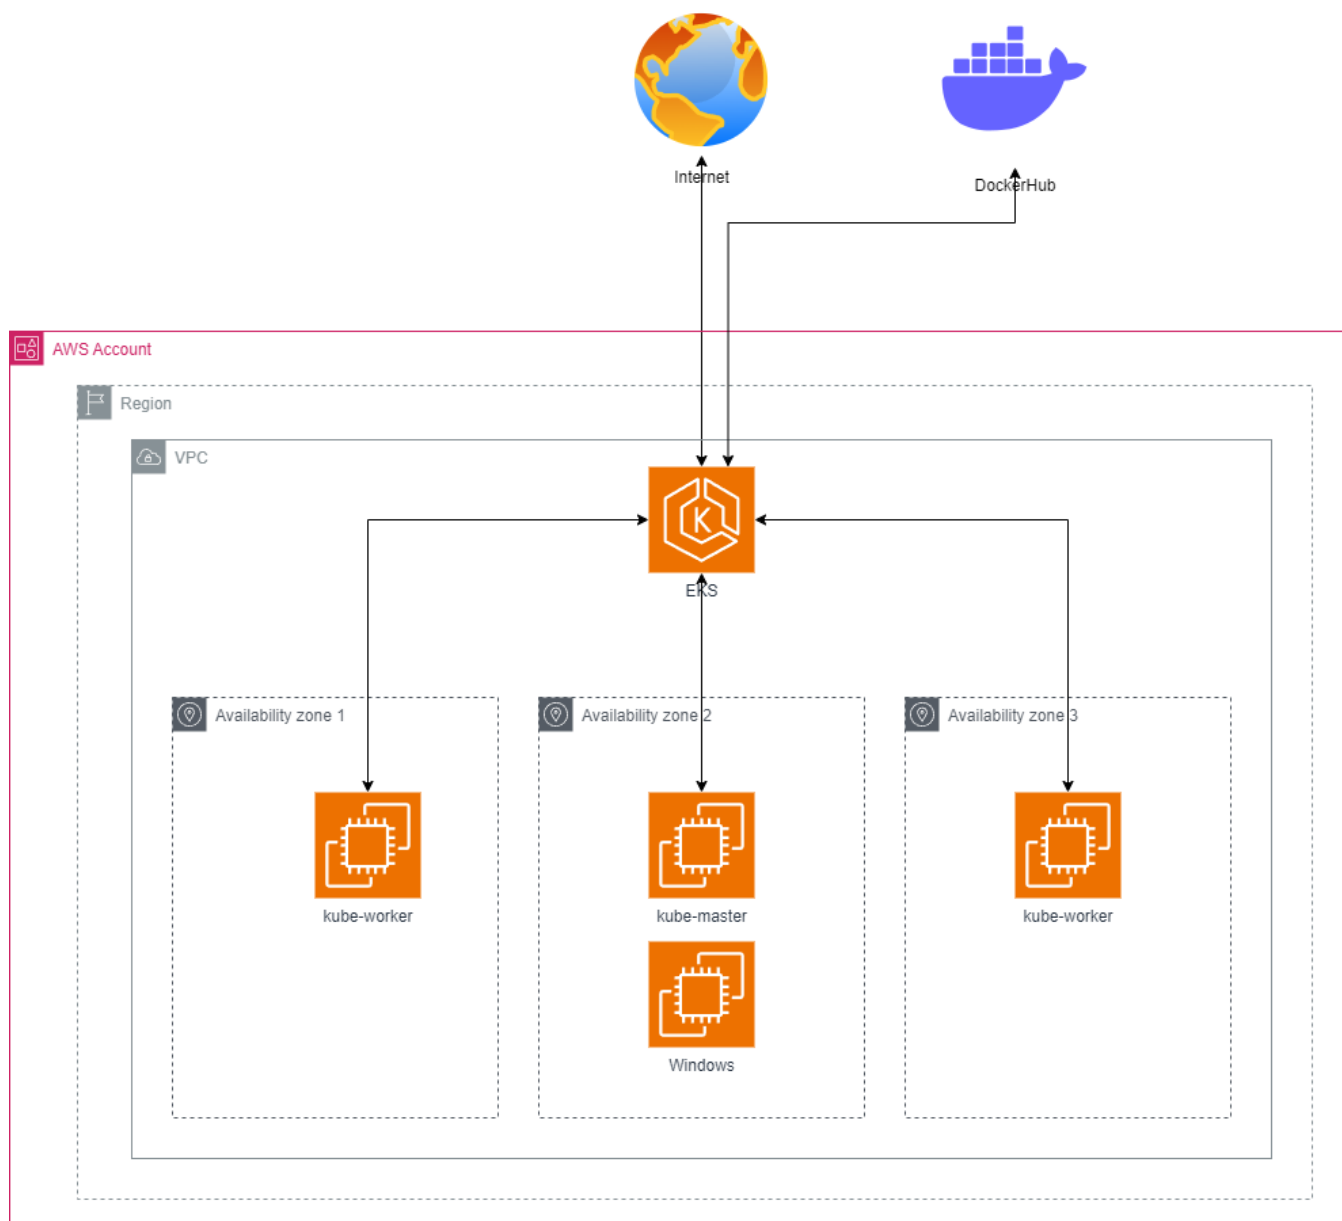 Internet
DockerHub
AWS Account
Region
VPC
K
EKS
Availability zone 1
Availability zone 2
Availability zone 3
kube-worker
kube-master
kube-worker
Windows